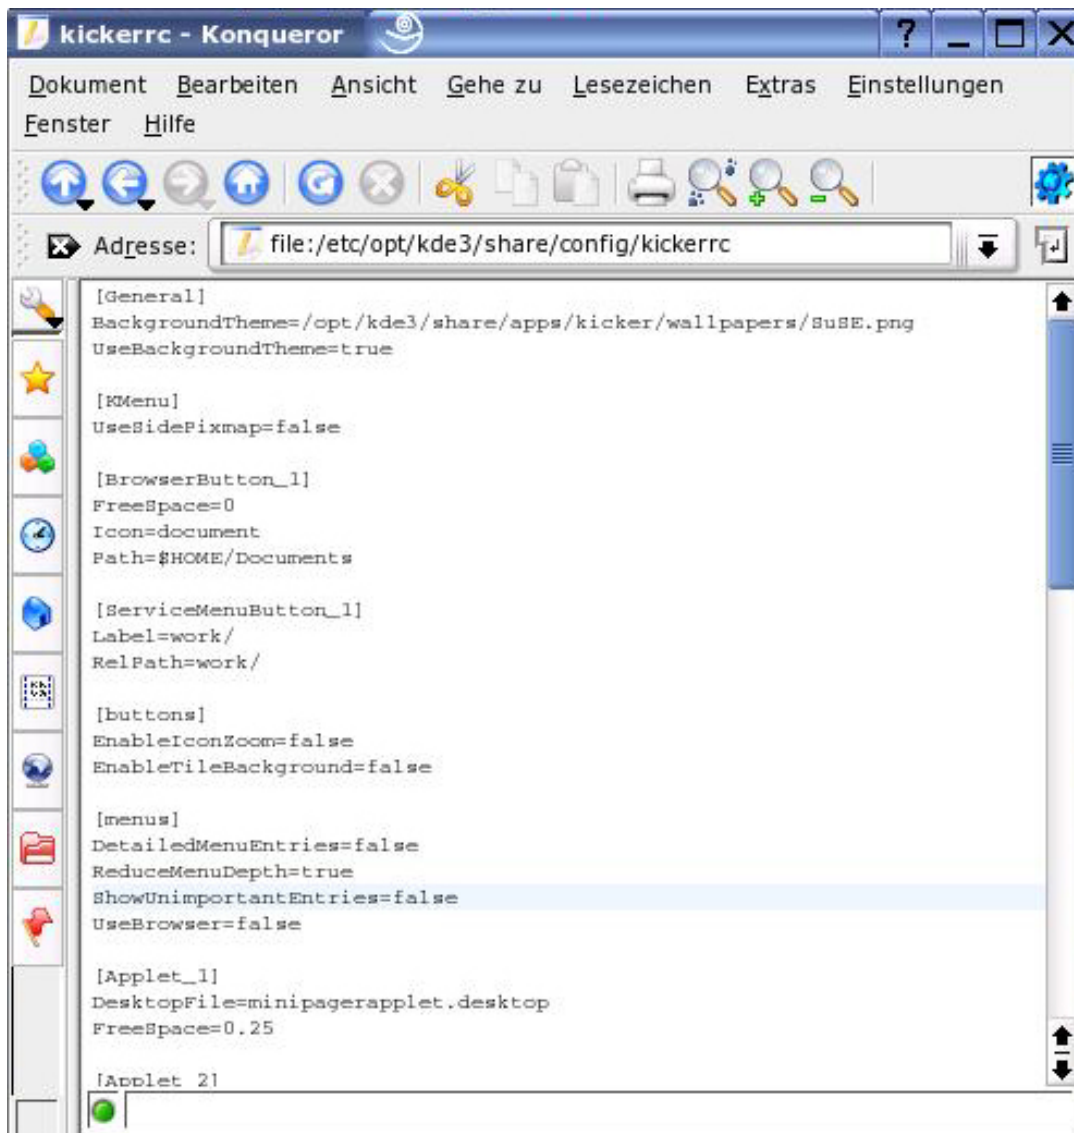 kickerrc - Konqueror
Dokument Bearbeiten Ansicht Gehe zu Lesezeichen Extras Einstellungen
Fenster Hilfe
Adresse: file:/etc/opt/kde3/share/config/kickerrc
[General]
BackgroundTheme=/opt/kde3/share/apps/kicker/wallpapers/SuSE.png
UseBackgroundTheme=true
[KMenu]
UseSidePixmap=false
[BrowserButton_1]
FreeSpace=0
Icon=document
Path=$HOME/Documents
[ServiceMenuButton_1]
Label=work/
RelPath=work/
[buttons]
EnableIconZoom=false
EnableTileBackground=false
[menus]
DetailedMenuEntries=false
ReduceMenuDepth=true
ShowUnimportantEntries=false
UseBrowser=false
[Applet_1]
DesktopFile=minipagerapplet.desktop
FreeSpace=0.25
[Applet_2]